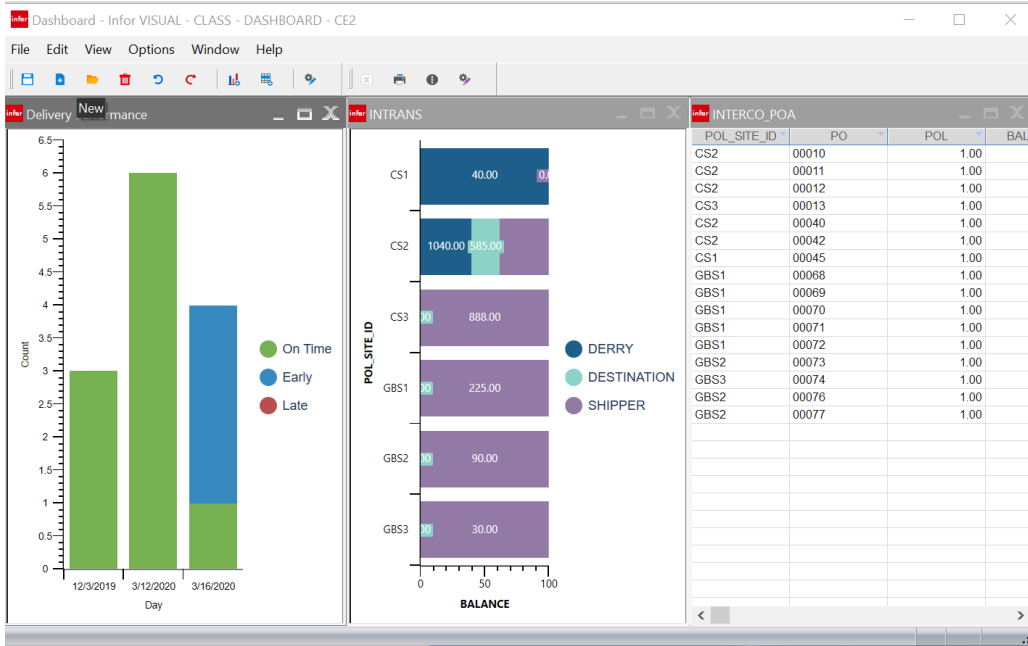 infor Dashboard - Infor VISUAL - CLASS - DASHBOARD - CE2
File Edit View Options Window Help
New
infor Delivery rmance
6.5
6
5.5
5
4.5
4
3.5
3
2.5
2
1.5
1
0.5
0
Count
12/3/2019 3/12/2020 3/16/2020
Day
On Time
Early
Late
infor INTRANS
POL_SITE_ID
CS1 40.00 0.0
CS2 1040.00 585.00
CS3 00 888.00
GBS1 00 225.00
GBS2 00 90.00
GBS3 00 30.00
0 50 100
BALANCE
DERRY
DESTINATION
SHIPPER
infor INTERCO_POA
POL_SITE_ID PO POL BAL
CS2 00010 1.00
CS2 00011 1.00
CS2 00012 1.00
CS3 00013 1.00
CS2 00040 1.00
CS2 00042 1.00
CS1 00045 1.00
GBS1 00068 1.00
GBS1 00069 1.00
GBS1 00070 1.00
GBS1 00071 1.00
GBS1 00072 1.00
GBS2 00073 1.00
GBS3 00074 1.00
GBS2 00076 1.00
GBS2 00077 1.00